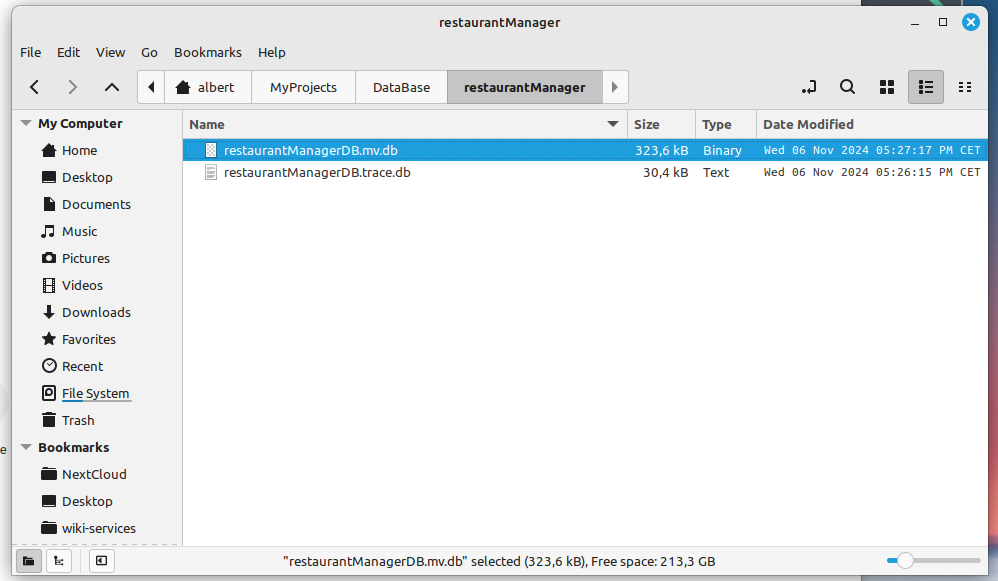 restaurantManager
File Edit View Go Bookmarks Help
albert MyProjects DataBase restaurantManager
My Computer
Home
Desktop
Documents
Music
Pictures
Videos
Downloads
Favorites
Recent
File System
Trash
Bookmarks
NextCloud
Desktop
wiki-services
Name Size Type Date Modified
restaurantManagerDB.mv.db 323,6 kB Binary Wed 06 Nov 2024 05:27:17 PM CET
restaurantManagerDB.trace.db 30,4 kB Text Wed 06 Nov 2024 05:26:15 PM CET
"restaurantManagerDB.mv.db" selected (323,6 kB), Free space: 213,3 GB
e